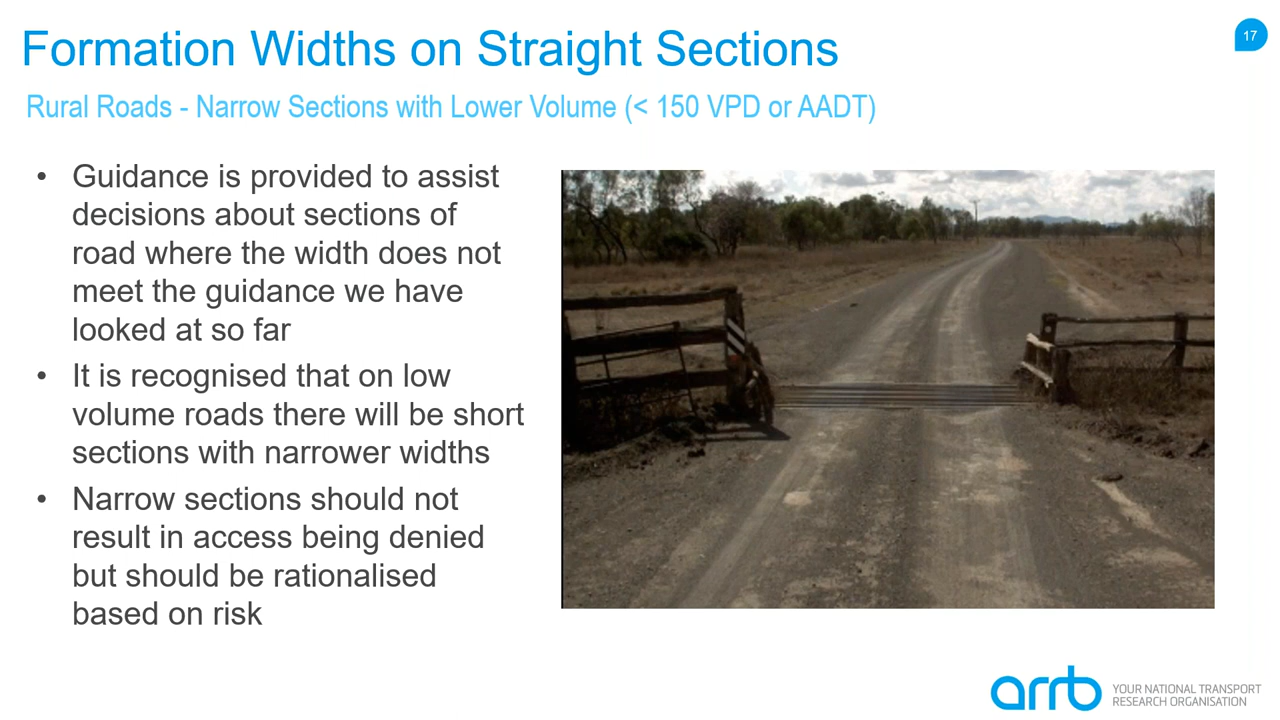 Formation Widths on Straight Sections
17
Rural Roads - Narrow Sections with Lower Volume (< 150 VPD or AADT)
• Guidance is provided to assist
decisions about sections of
road where the width does not
meet the guidance we have
looked at so far
• It is recognised that on low
volume roads there will be short
sections with narrower widths
• Narrow sections should not
result in access being denied
but should be rationalised
based on risk
arrb
YOUR NATIONAL TRANSPORT
RESEARCH ORGANISATION